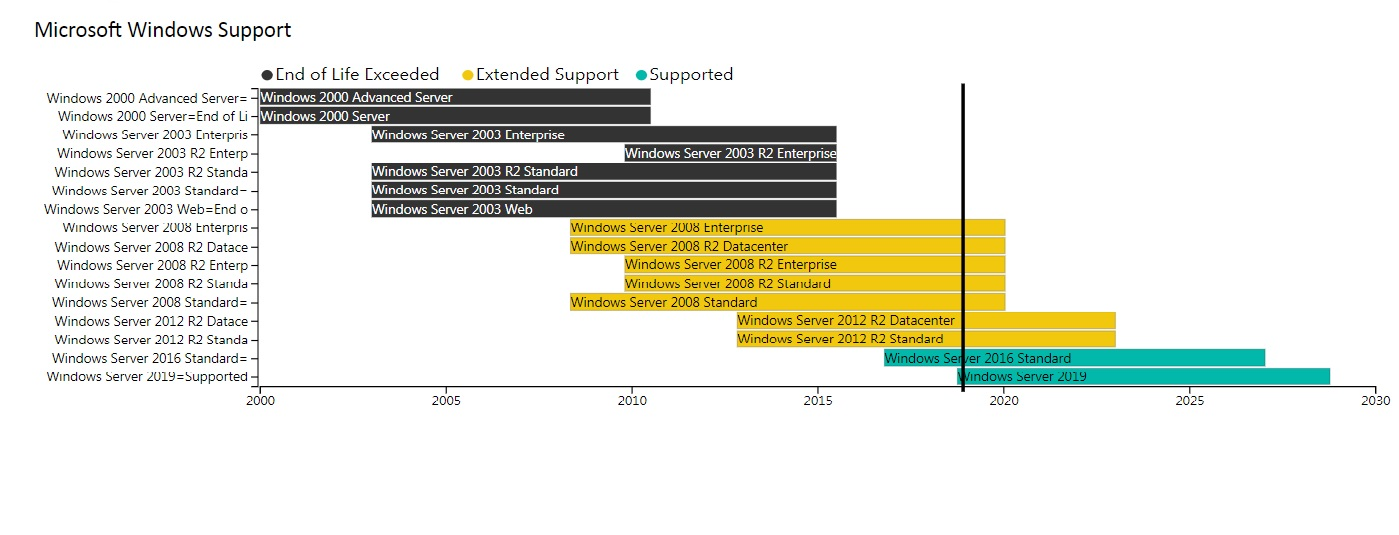 Microsoft Windows Support
End of Life Exceeded Extended Support Supported
Windows 2000 Advanced Server= Windows 2000 Advanced Server
Windows 2000 Server=End of Li Windows 2000 Server
Windows Server 2003 Enterpris Windows Server 2003 Enterprise
Windows Server 2003 R2 Enterp Windows Server 2003 R2 Enterprise
Windows Server 2003 R2 Standa Windows Server 2003 R2 Standard
Windows Server 2003 Standard= Windows Server 2003 Standard
Windows Server 2003 Web=End o Windows Server 2003 Web
Windows Server 2008 Enterpris Windows Server 2008 Enterprise
Windows Server 2008 R2 Datace Windows Server 2008 R2 Datacenter
Windows Server 2008 R2 Enterp Windows Server 2008 R2 Enterprise
Windows Server 2008 R2 Standa Windows Server 2008 R2 Standard
Windows Server 2008 Standard= Windows Server 2008 Standard
Windows Server 2012 R2 Datace Windows Server 2012 R2 Datacenter
Windows Server 2012 R2 Standa Windows Server 2012 R2 Standard
Windows Server 2016 Standard= Windows Server 2016 Standard
Windows Server 2019=Supported Windows Server 2019
2000 2005 2010 2015 2020 2025 2030